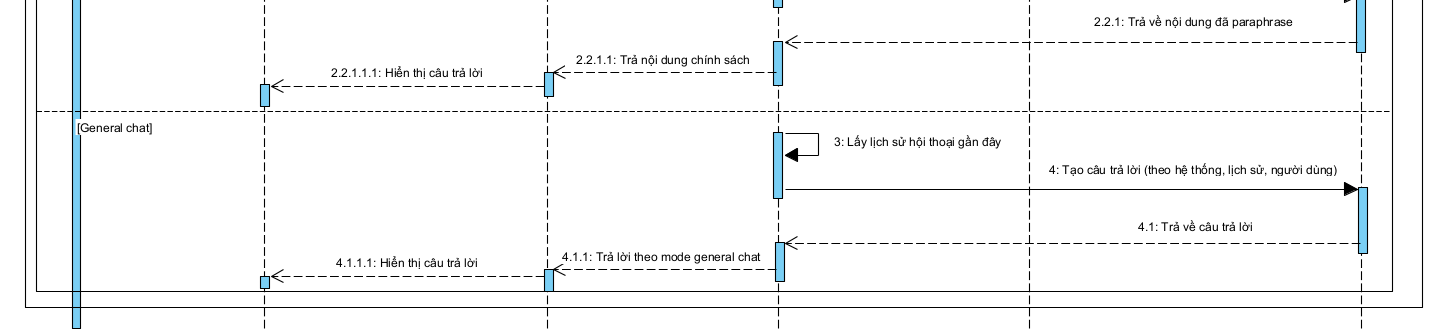 2.2.1: Trả về nội dung đã paraphrase
2.2.1.1: Trả nội dung chính sách
2.2.1.1.1: Hiển thị câu trả lời
[General chat]
3: Lấy lịch sử hội thoại gần đây
4: Tạo câu trả lời (theo hệ thống, lịch sử, người dùng)
4.1: Trả về câu trả lời
4.1.1: Trả lời theo mode general chat
4.1.1.1: Hiển thị câu trả lời